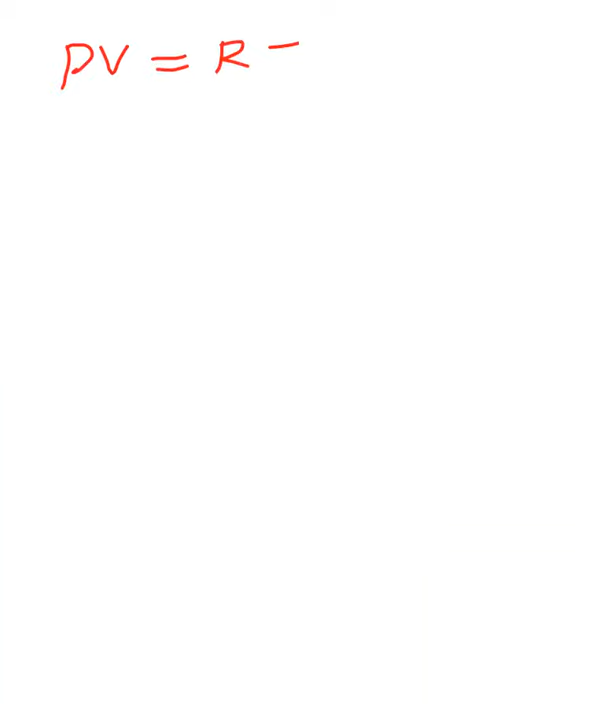 PV = R -